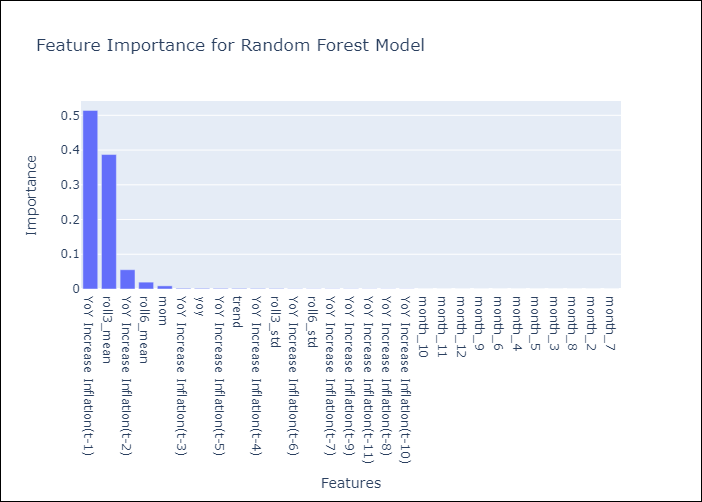 Feature Importance for Random Forest Model
Importance
0.5
0.4
0.3
0.2
0.1
0
YoY Increase Inflation(t-1)
roll3_mean
YoY Increase Inflation(t-2)
roll6_mean
mom
YoY Increase Inflation(t-3)
yoy
YoY Increase Inflation(t-5)
trend
YoY Increase Inflation(t-4)
roll3_std
YoY Increase Inflation(t-6)
roll6_std
YoY Increase Inflation(t-7)
YoY Increase Inflation(t-9)
YoY Increase Inflation(t-11)
YoY Increase Inflation(t-8)
YoY Increase Inflation(t-10)
month_10
month_11
month_12
month_9
month_6
month_4
month_5
month_3
month_8
month_2
month_7
Features